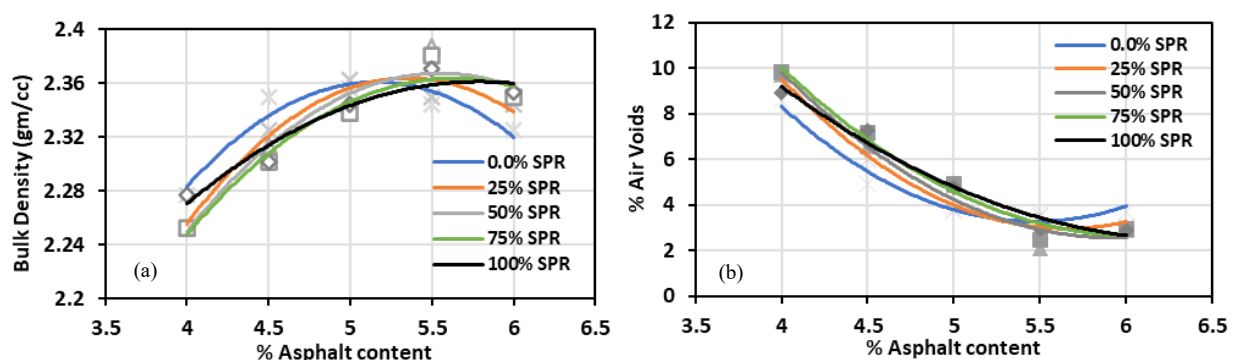 2.4
2.36
2.32
2.28
2.24
2.2
Bulk Density (gm/cc)
0.0% SPR
25% SPR
50% SPR
75% SPR
100% SPR
(a)
3.5 4 4.5 5 5.5 6 6.5
% Asphalt content
12
10
8
6
4
2
0
% Air Voids
0.0% SPR
25% SPR
50% SPR
75% SPR
100% SPR
(b)
3.5 4 4.5 5 5.5 6 6.5
% Asphalt content